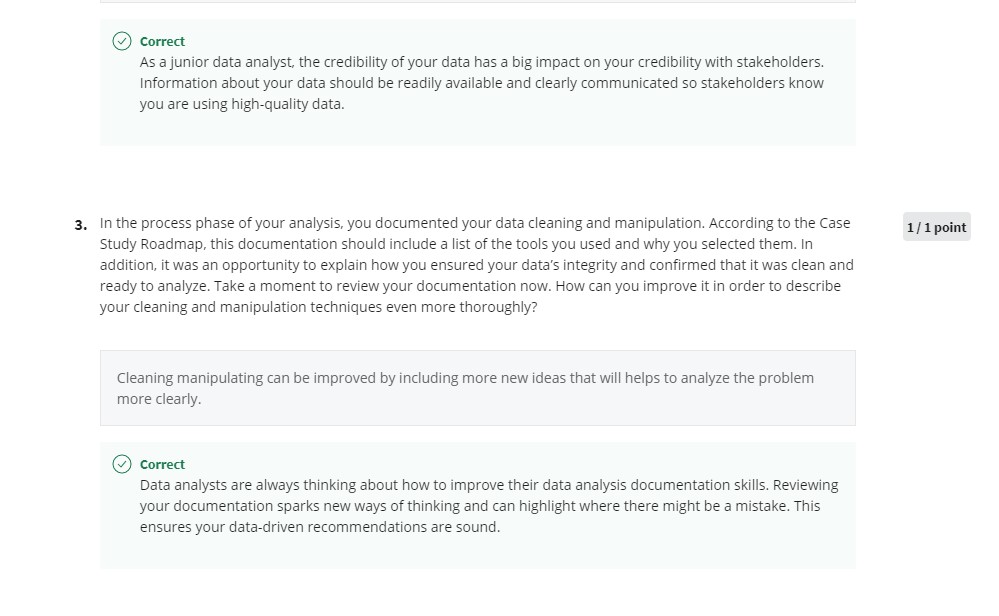 Correct
As a junior data analyst, the credibility of your data has a big impact on your credibility with stakeholders.
Information about your data should be readily available and clearly communicated so stakeholders know
you are using high-quality data.
3. In the process phase of your analysis, you documented your data cleaning and manipulation. According to the Case
1 / 1 point
Study Roadmap, this documentation should include a list of the tools you used and why you selected them. In
addition, it was an opportunity to explain how you ensured your data's integrity and confirmed that it was clean and
ready to analyze. Take a moment to review your documentation now. How can you improve it in order to describe
your cleaning and manipulation techniques even more thoroughly?
Cleaning manipulating can be improved by including more new ideas that will helps to analyze the problem
more clearly.
Correct
Data analysts are always thinking about how to improve their data analysis documentation skills. Reviewing
your documentation sparks new ways of thinking and can highlight where there might be a mistake. This
ensures your data-driven recommendations are sound.